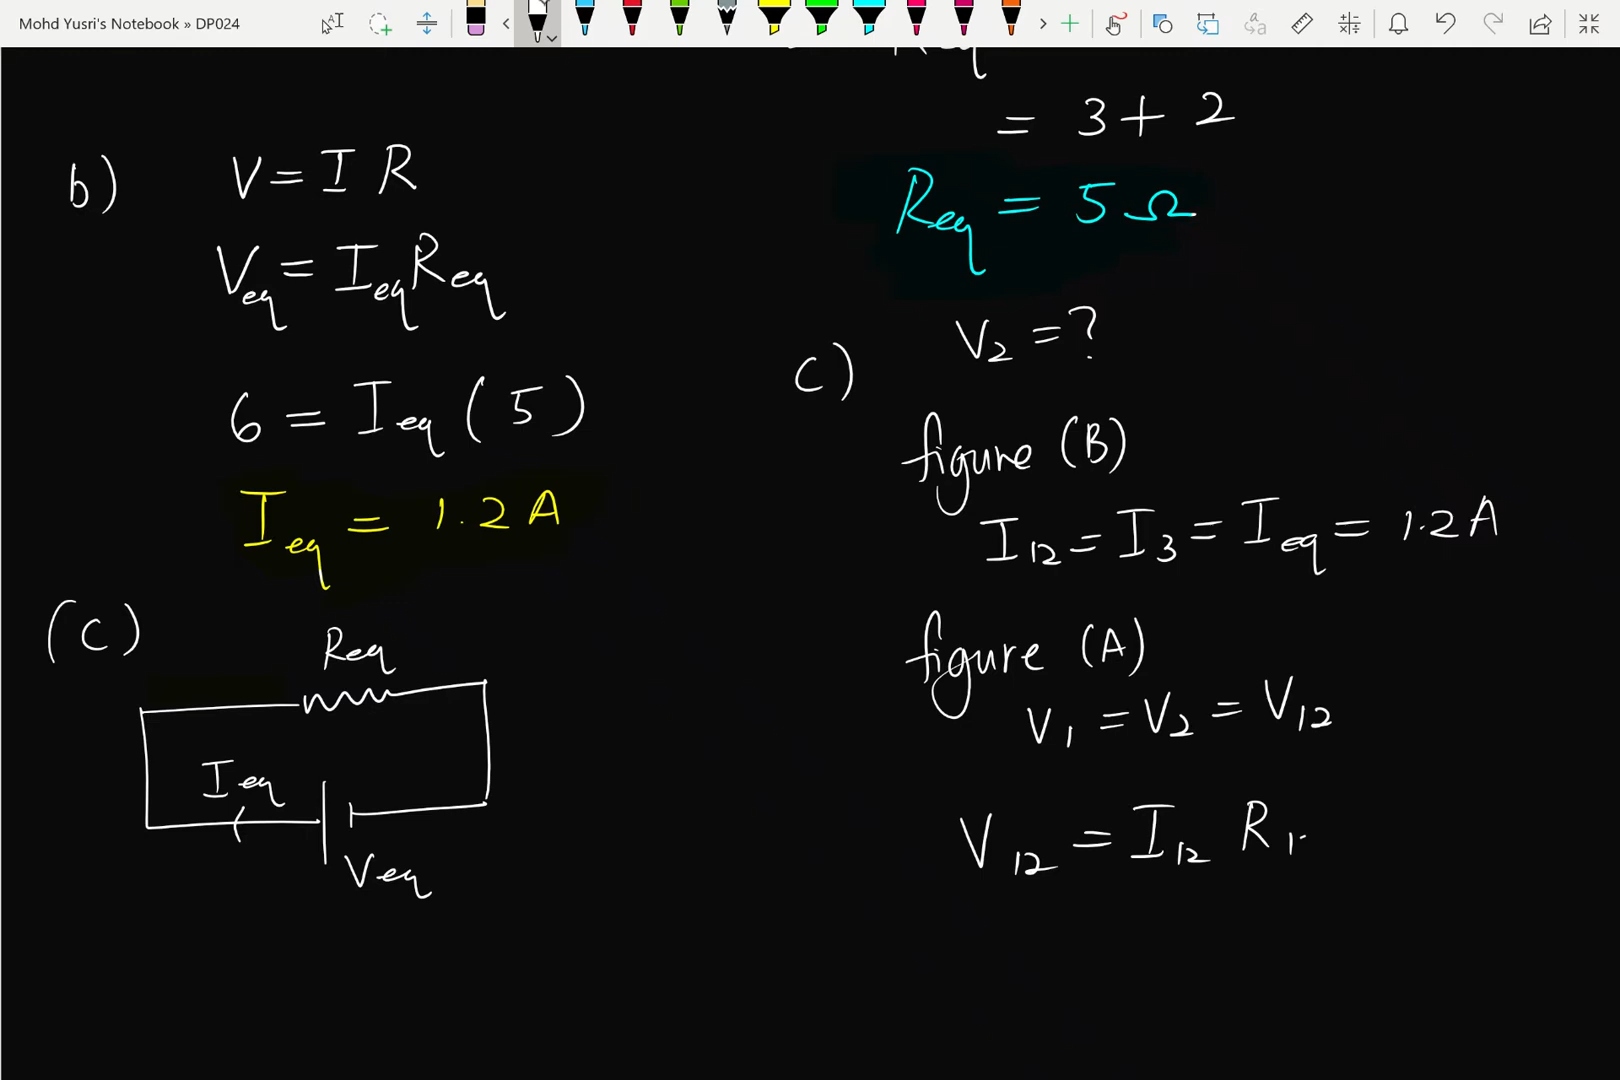 Mohd Yusri's Notebook » DP024
= 3 + 2
Req = 5 Ω
b) V = I R
Veq = Ieq Req
6 = Ieq ( 5 )
Ieq = 1.2 A
(C)
Req
Ieq
Veq
c) V2 = ?
figure (B)
I12 = I3 = Ieq = 1.2 A
figure (A)
V1 = V2 = V12
V12 = I12 R1